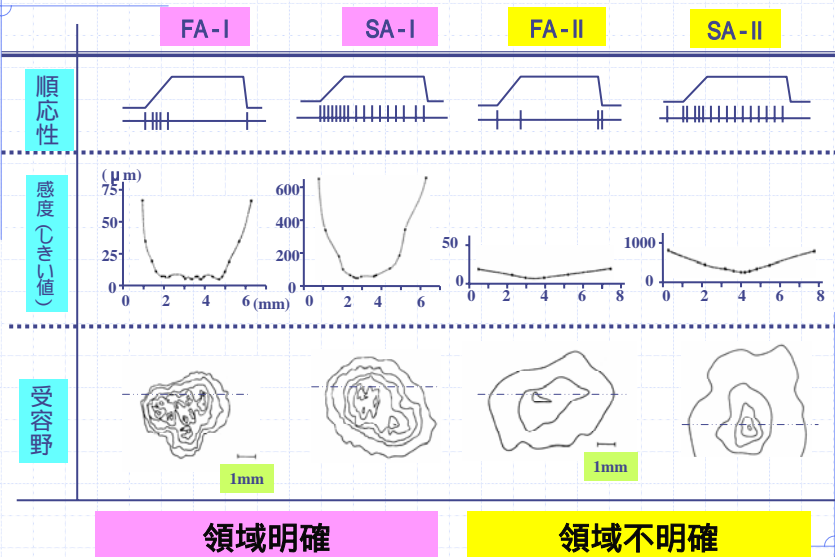 FA-I
SA-I
FA-II
SA-II
順応性
感度(しきい値)
(μm)
75
50
25
0
0 2 4 6 (mm)
600
400
200
0
0 2 4 6
50
0
0 2 4 6 8
1000
0
0 2 4 6 8
受容野
1mm
1mm
領域明確
領域不明確